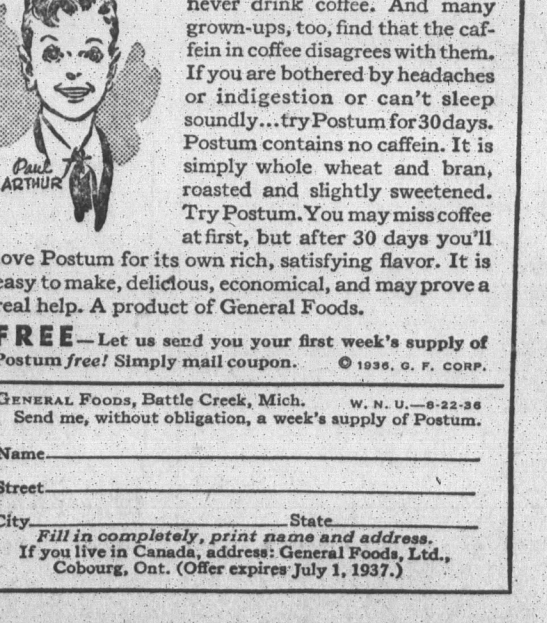 never drink coffee. And many
grown-ups, too, find that the caf-
fein in coffee disagrees with them.
If you are bothered by headaches
or indigestion or can't sleep
soundly...try Postum for 30 days.
Postum contains no caffein. It is
simply whole wheat and bran,
roasted and slightly sweetened.
Try Postum. You may miss coffee
at first, but after 30 days you'll
love Postum for its own rich, satisfying flavor. It is
easy to make, delicious, economical, and may prove a
real help. A product of General Foods.
Paul
ARTHUR
FREE—Let us send you your first week's supply of
Postum free! Simply mail coupon. © 1936, G. F. CORP.
GENERAL FOODS, Battle Creek, Mich. W. N. U.—8-22-36
Send me, without obligation, a week's supply of Postum.
Name
Street
City State
Fill in completely, print name and address.
If you live in Canada, address: General Foods, Ltd.,
Cobourg, Ont. (Offer expires July 1, 1937.)